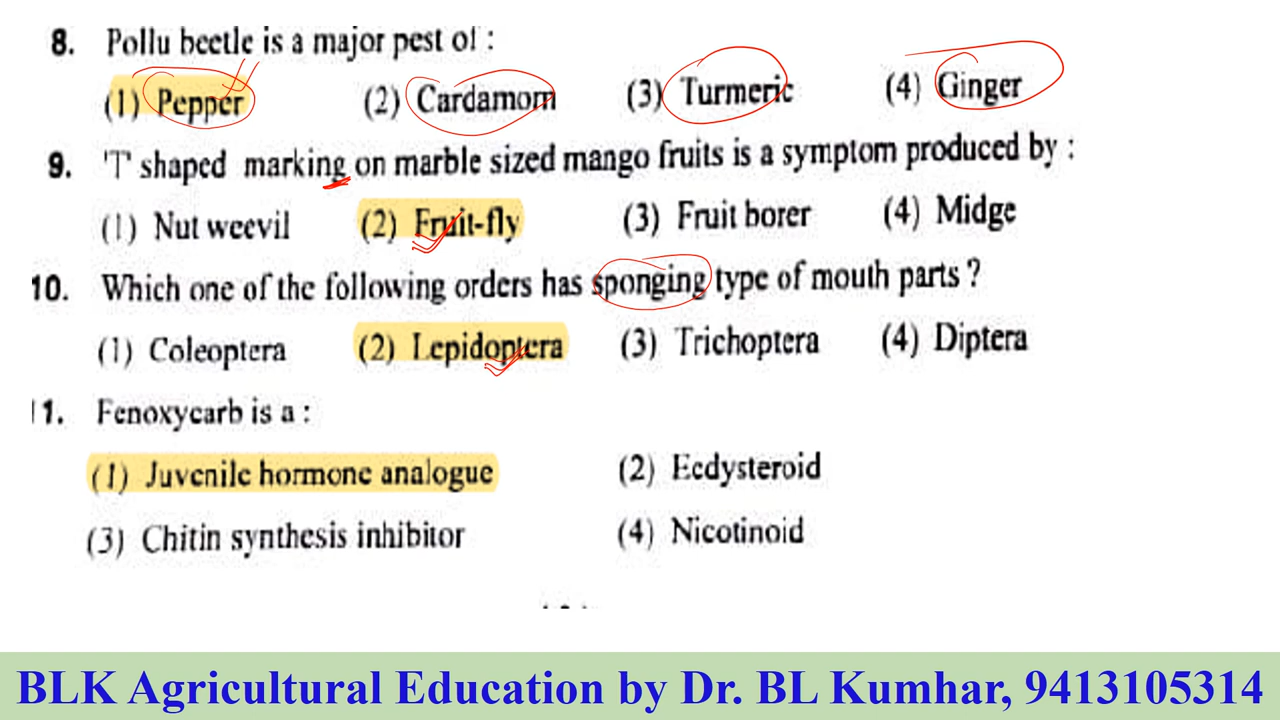 8. Pollu beetle is a major pest of :
(1) Pepper (2) Cardamom (3) Turmeric (4) Ginger
9. 'T' shaped marking on marble sized mango fruits is a symptom produced by :
(1) Nut weevil (2) Fruit-fly (3) Fruit borer (4) Midge
10. Which one of the following orders has sponging type of mouth parts ?
(1) Coleoptera (2) Lepidoptera (3) Trichoptera (4) Diptera
11. Fenoxycarb is a :
(1) Juvenile hormone analogue (2) Ecdysteroid
(3) Chitin synthesis inhibitor (4) Nicotinoid
BLK Agricultural Education by Dr. BL Kumhar, 9413105314